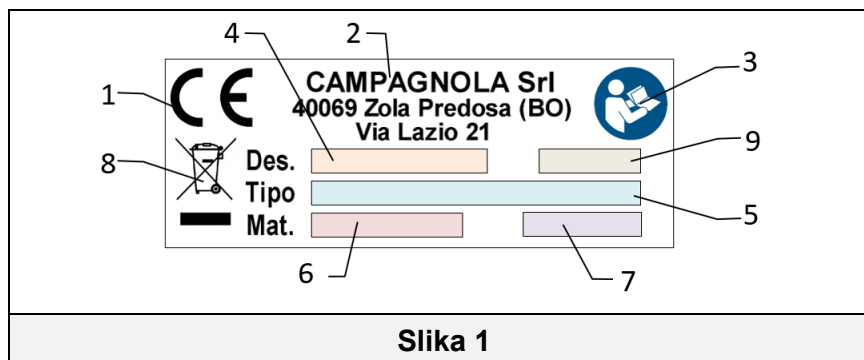 4
2
3
1
CE
CAMPAGNOLA Srl
40069 Zola Predosa (BO)
Via Lazio 21
8
Des.
9
Tipo
5
Mat.
6
7
Slika 1